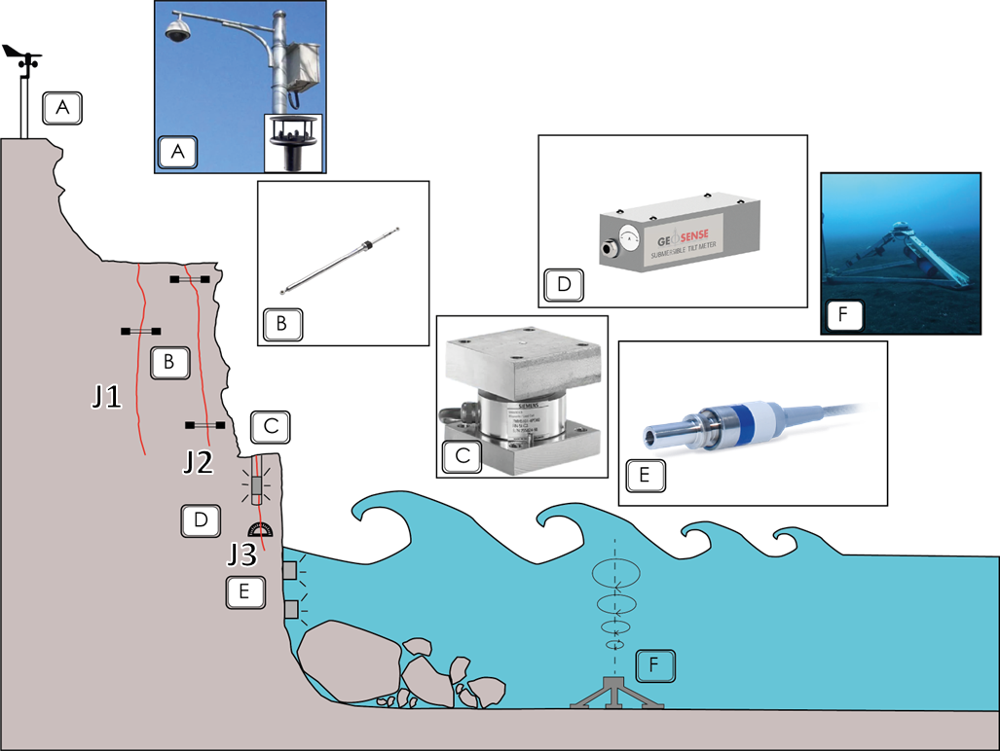 A
A
B
D
GEOSENSE
SUBMERSIBLE TILT METER
F
SIEMENS
C
E
B
J1
C
J2
D
J3
E
F